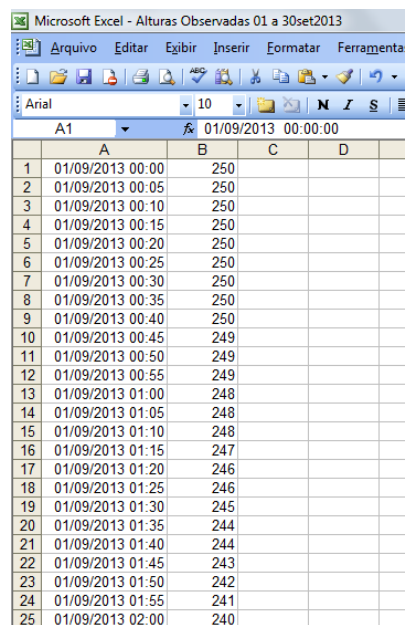 Microsoft Excel - Alturas Observadas 01 a 30set2013
Arquivo Editar Exibir Inserir Formatar Ferramentas
Arial 10 N I S
A1 fx 01/09/2013 00:00:00
A B C D
1 01/09/2013 00:00 250
2 01/09/2013 00:05 250
3 01/09/2013 00:10 250
4 01/09/2013 00:15 250
5 01/09/2013 00:20 250
6 01/09/2013 00:25 250
7 01/09/2013 00:30 250
8 01/09/2013 00:35 250
9 01/09/2013 00:40 250
10 01/09/2013 00:45 249
11 01/09/2013 00:50 249
12 01/09/2013 00:55 249
13 01/09/2013 01:00 248
14 01/09/2013 01:05 248
15 01/09/2013 01:10 248
16 01/09/2013 01:15 247
17 01/09/2013 01:20 246
18 01/09/2013 01:25 246
19 01/09/2013 01:30 245
20 01/09/2013 01:35 244
21 01/09/2013 01:40 244
22 01/09/2013 01:45 243
23 01/09/2013 01:50 242
24 01/09/2013 01:55 241
25 01/09/2013 02:00 240